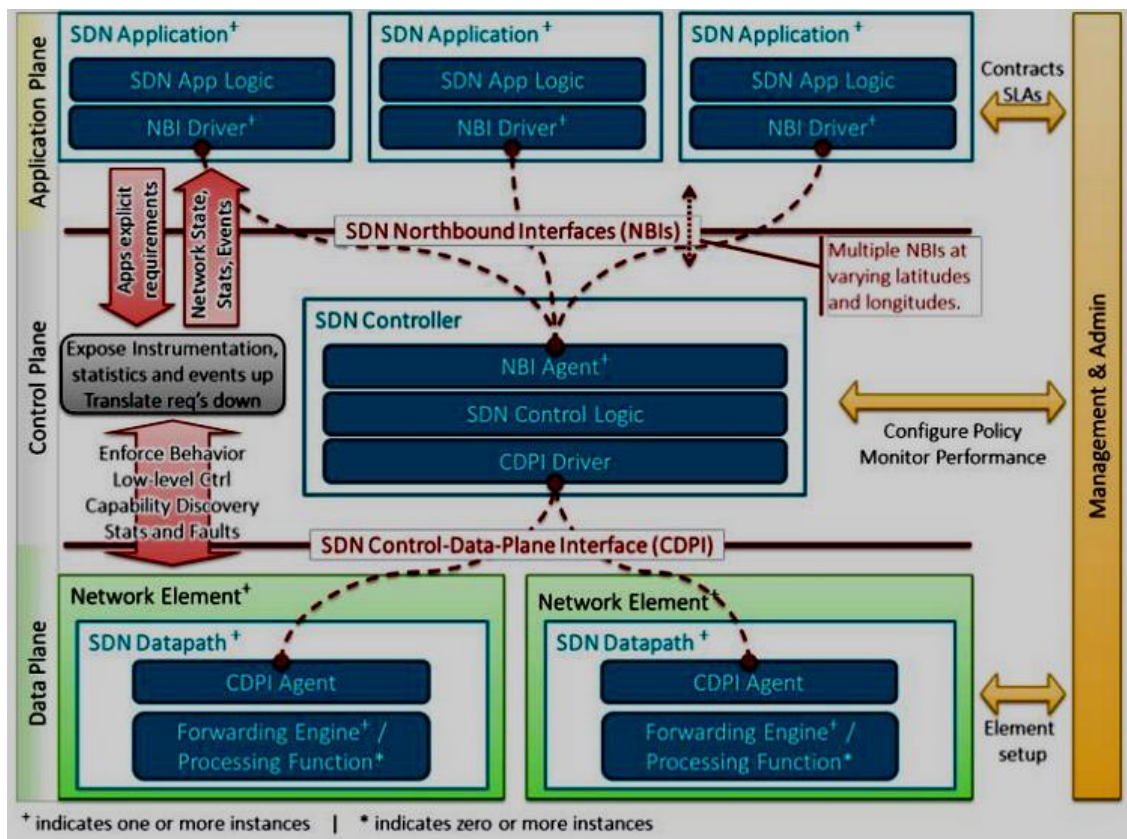 Application Plane
SDN Application+
SDN App Logic
NBI Driver+
SDN Application+
SDN App Logic
NBI Driver+
SDN Application+
SDN App Logic
NBI Driver+
Contracts
SLAs
Apps explicit
requirements
Network State,
Stats, Events
SDN Northbound Interfaces (NBIs)
Multiple NBIs at
varying latitudes
and longitudes.
Control Plane
Expose Instrumentation,
statistics and events up
Translate req's down
SDN Controller
NBI Agent+
SDN Control Logic
CDPI Driver
Configure Policy
Monitor Performance
Management & Admin
Enforce Behavior
Low-level Ctrl
Capability Discovery
Stats and Faults
SDN Control-Data-Plane Interface (CDPI)
Data Plane
Network Element+
SDN Datapath +
CDPI Agent
Forwarding Engine+ /
Processing Function*
Network Element+
SDN Datapath +
CDPI Agent
Forwarding Engine+ /
Processing Function*
Element
setup
+ indicates one or more instances | * indicates zero or more instances